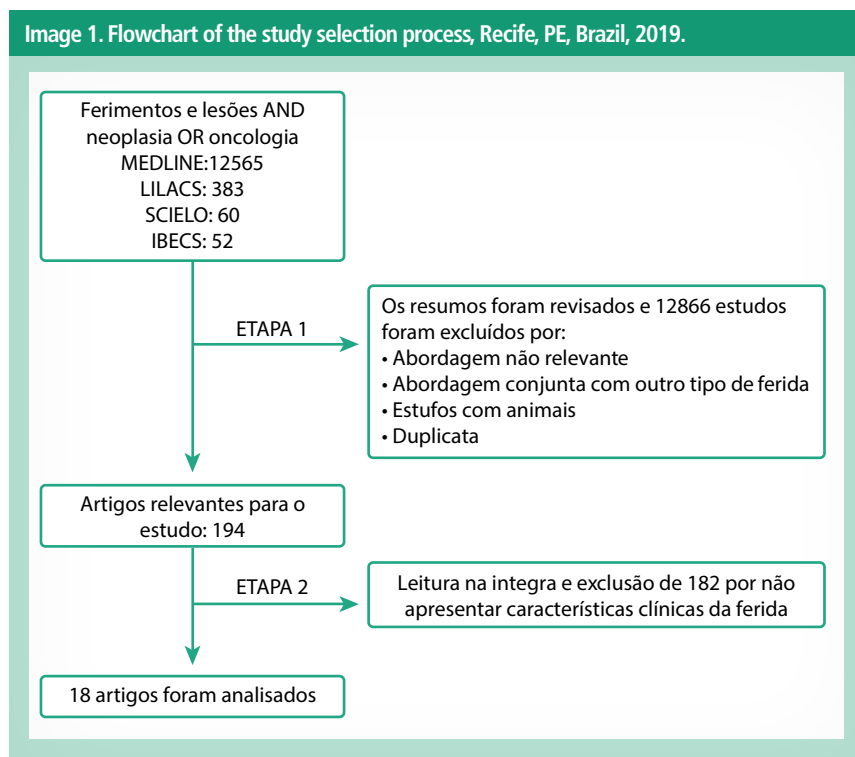 Image 1. Flowchart of the study selection process, Recife, PE, Brazil, 2019.
Ferimentos e lesões AND
neoplasia OR oncologia
MEDLINE:12565
LILACS: 383
SCIELO: 60
IBECS: 52
ETAPA 1
Os resumos foram revisados e 12866 estudos
foram excluídos por:
• Abordagem não relevante
• Abordagem conjunta com outro tipo de ferida
• Estufos com animais
• Duplicata
Artigos relevantes para o
estudo: 194
ETAPA 2
Leitura na integra e exclusão de 182 por não
apresentar características clínicas da ferida
18 artigos foram analisados